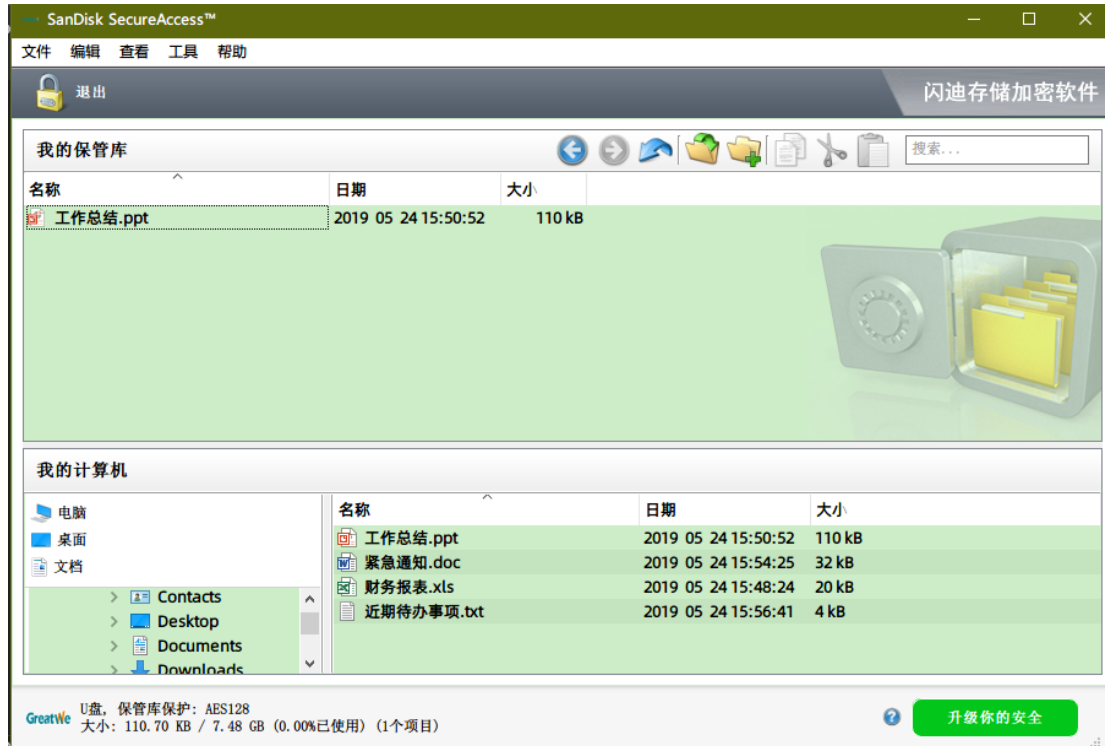 SanDisk SecureAccess™
文件 编辑 查看 工具 帮助
退出
闪迪存储加密软件
我的保管库
搜索...
名称 日期 大小
工作总结.ppt 2019 05 24 15:50:52 110 kB
我的计算机
电脑
桌面
文档
Contacts
Desktop
Documents
Downloads
名称 日期 大小
工作总结.ppt 2019 05 24 15:50:52 110 kB
紧急通知.doc 2019 05 24 15:54:25 32 kB
财务报表.xls 2019 05 24 15:48:24 20 kB
近期待办事项.txt 2019 05 24 15:56:41 4 kB
GreatWe
U盘, 保管库保护: AES128
大小: 110.70 KB / 7.48 GB (0.00%已使用) (1个项目)
升级你的安全